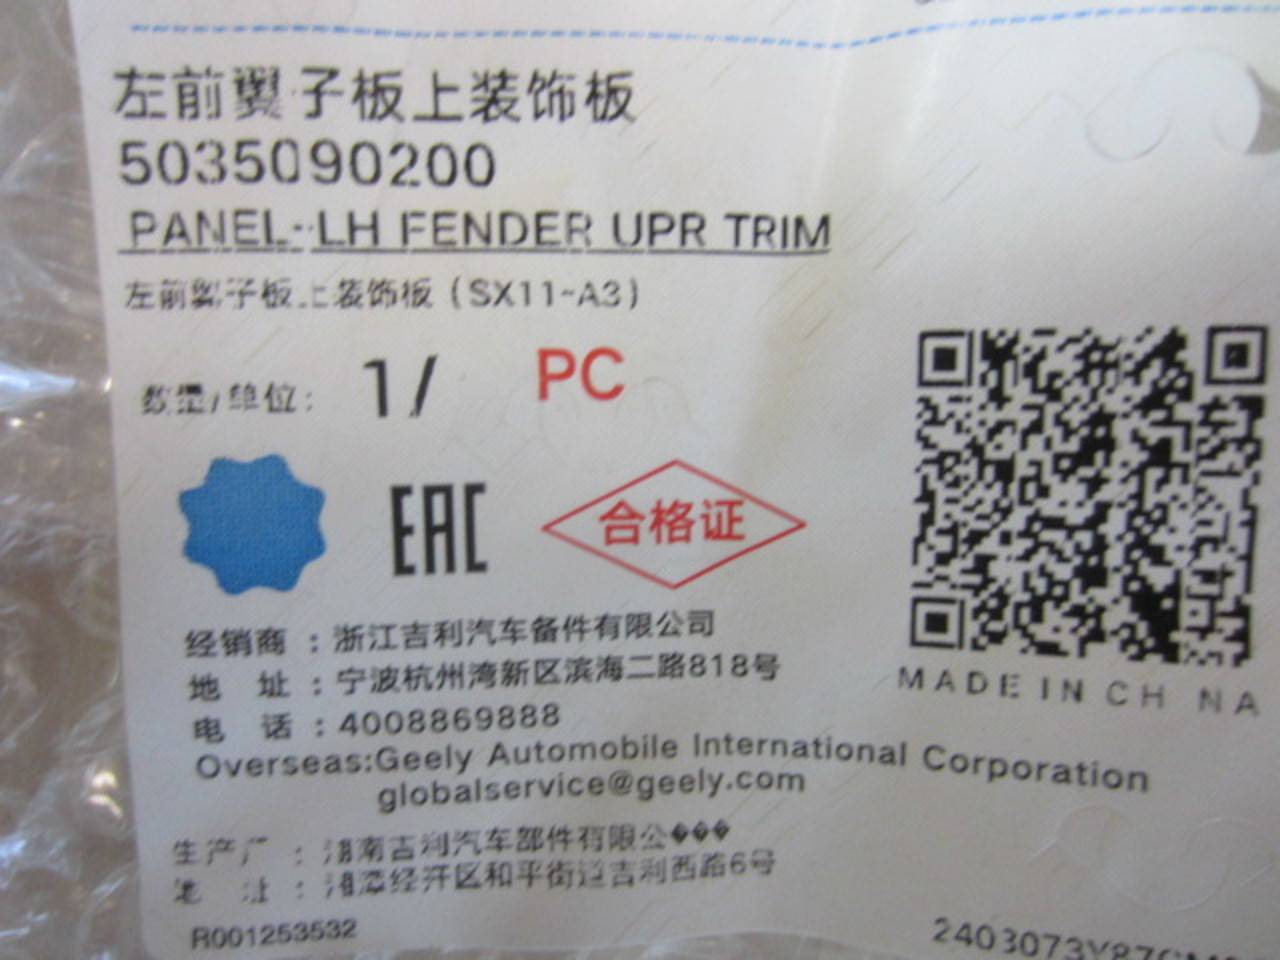 左前翼子板上装饰板
5035090200
PANEL-LH FENDER UPR TRIM
左前翼子板上装饰板(SX11-A3)
数量/单位: 1/ PC
EAC 合格证
经销商:浙江吉利汽车备件有限公司
地 址:宁波杭州湾新区滨海二路818号
电 话:4008869888
MADE IN CH NA
Overseas:Geely Automobile International Corporation
globalservice@geely.com
生产厂:湖南吉利汽车部件有限公���
地 址:湘潭经开区和平街道吉利西路6号
R001253532